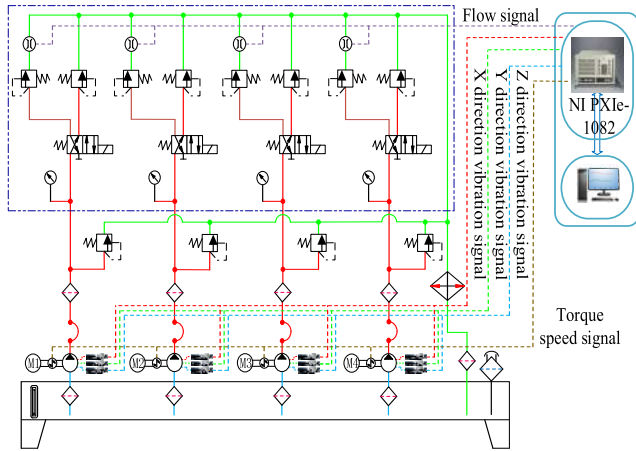 Flow signal
NI PXIe-
1082
X direction vibration signal
Y direction vibration signal
Z direction vibration signal
Torque
speed signal
M1
M2
M3
M4